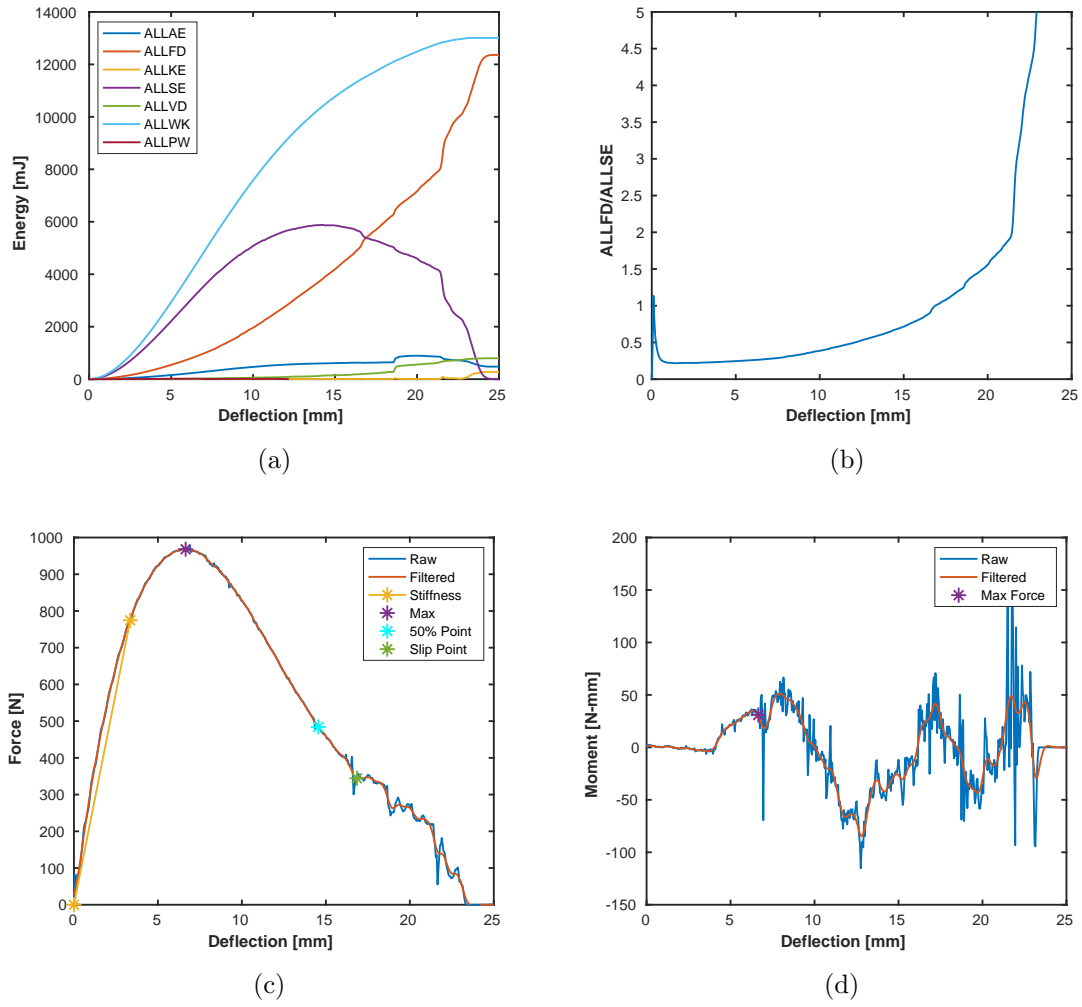 14000
12000
10000
8000
6000
4000
2000
0
Energy [mJ]
ALLAE
ALLFD
ALLKE
ALLSE
ALLVD
ALLWK
ALLPW
0 5 10 15 20 25
Deflection [mm]
(a)
5
4.5
4
3.5
3
2.5
2
1.5
1
0.5
0
ALLFD/ALLSE
0 5 10 15 20 25
Deflection [mm]
(b)
1000
900
800
700
600
500
400
300
200
100
0
Force [N]
Raw
Filtered
Stiffness
Max
50% Point
Slip Point
0 5 10 15 20 25
Deflection [mm]
(c)
200
150
100
50
0
-50
-100
-150
Moment [N-mm]
Raw
Filtered
Max Force
0 5 10 15 20 25
Deflection [mm]
(d)